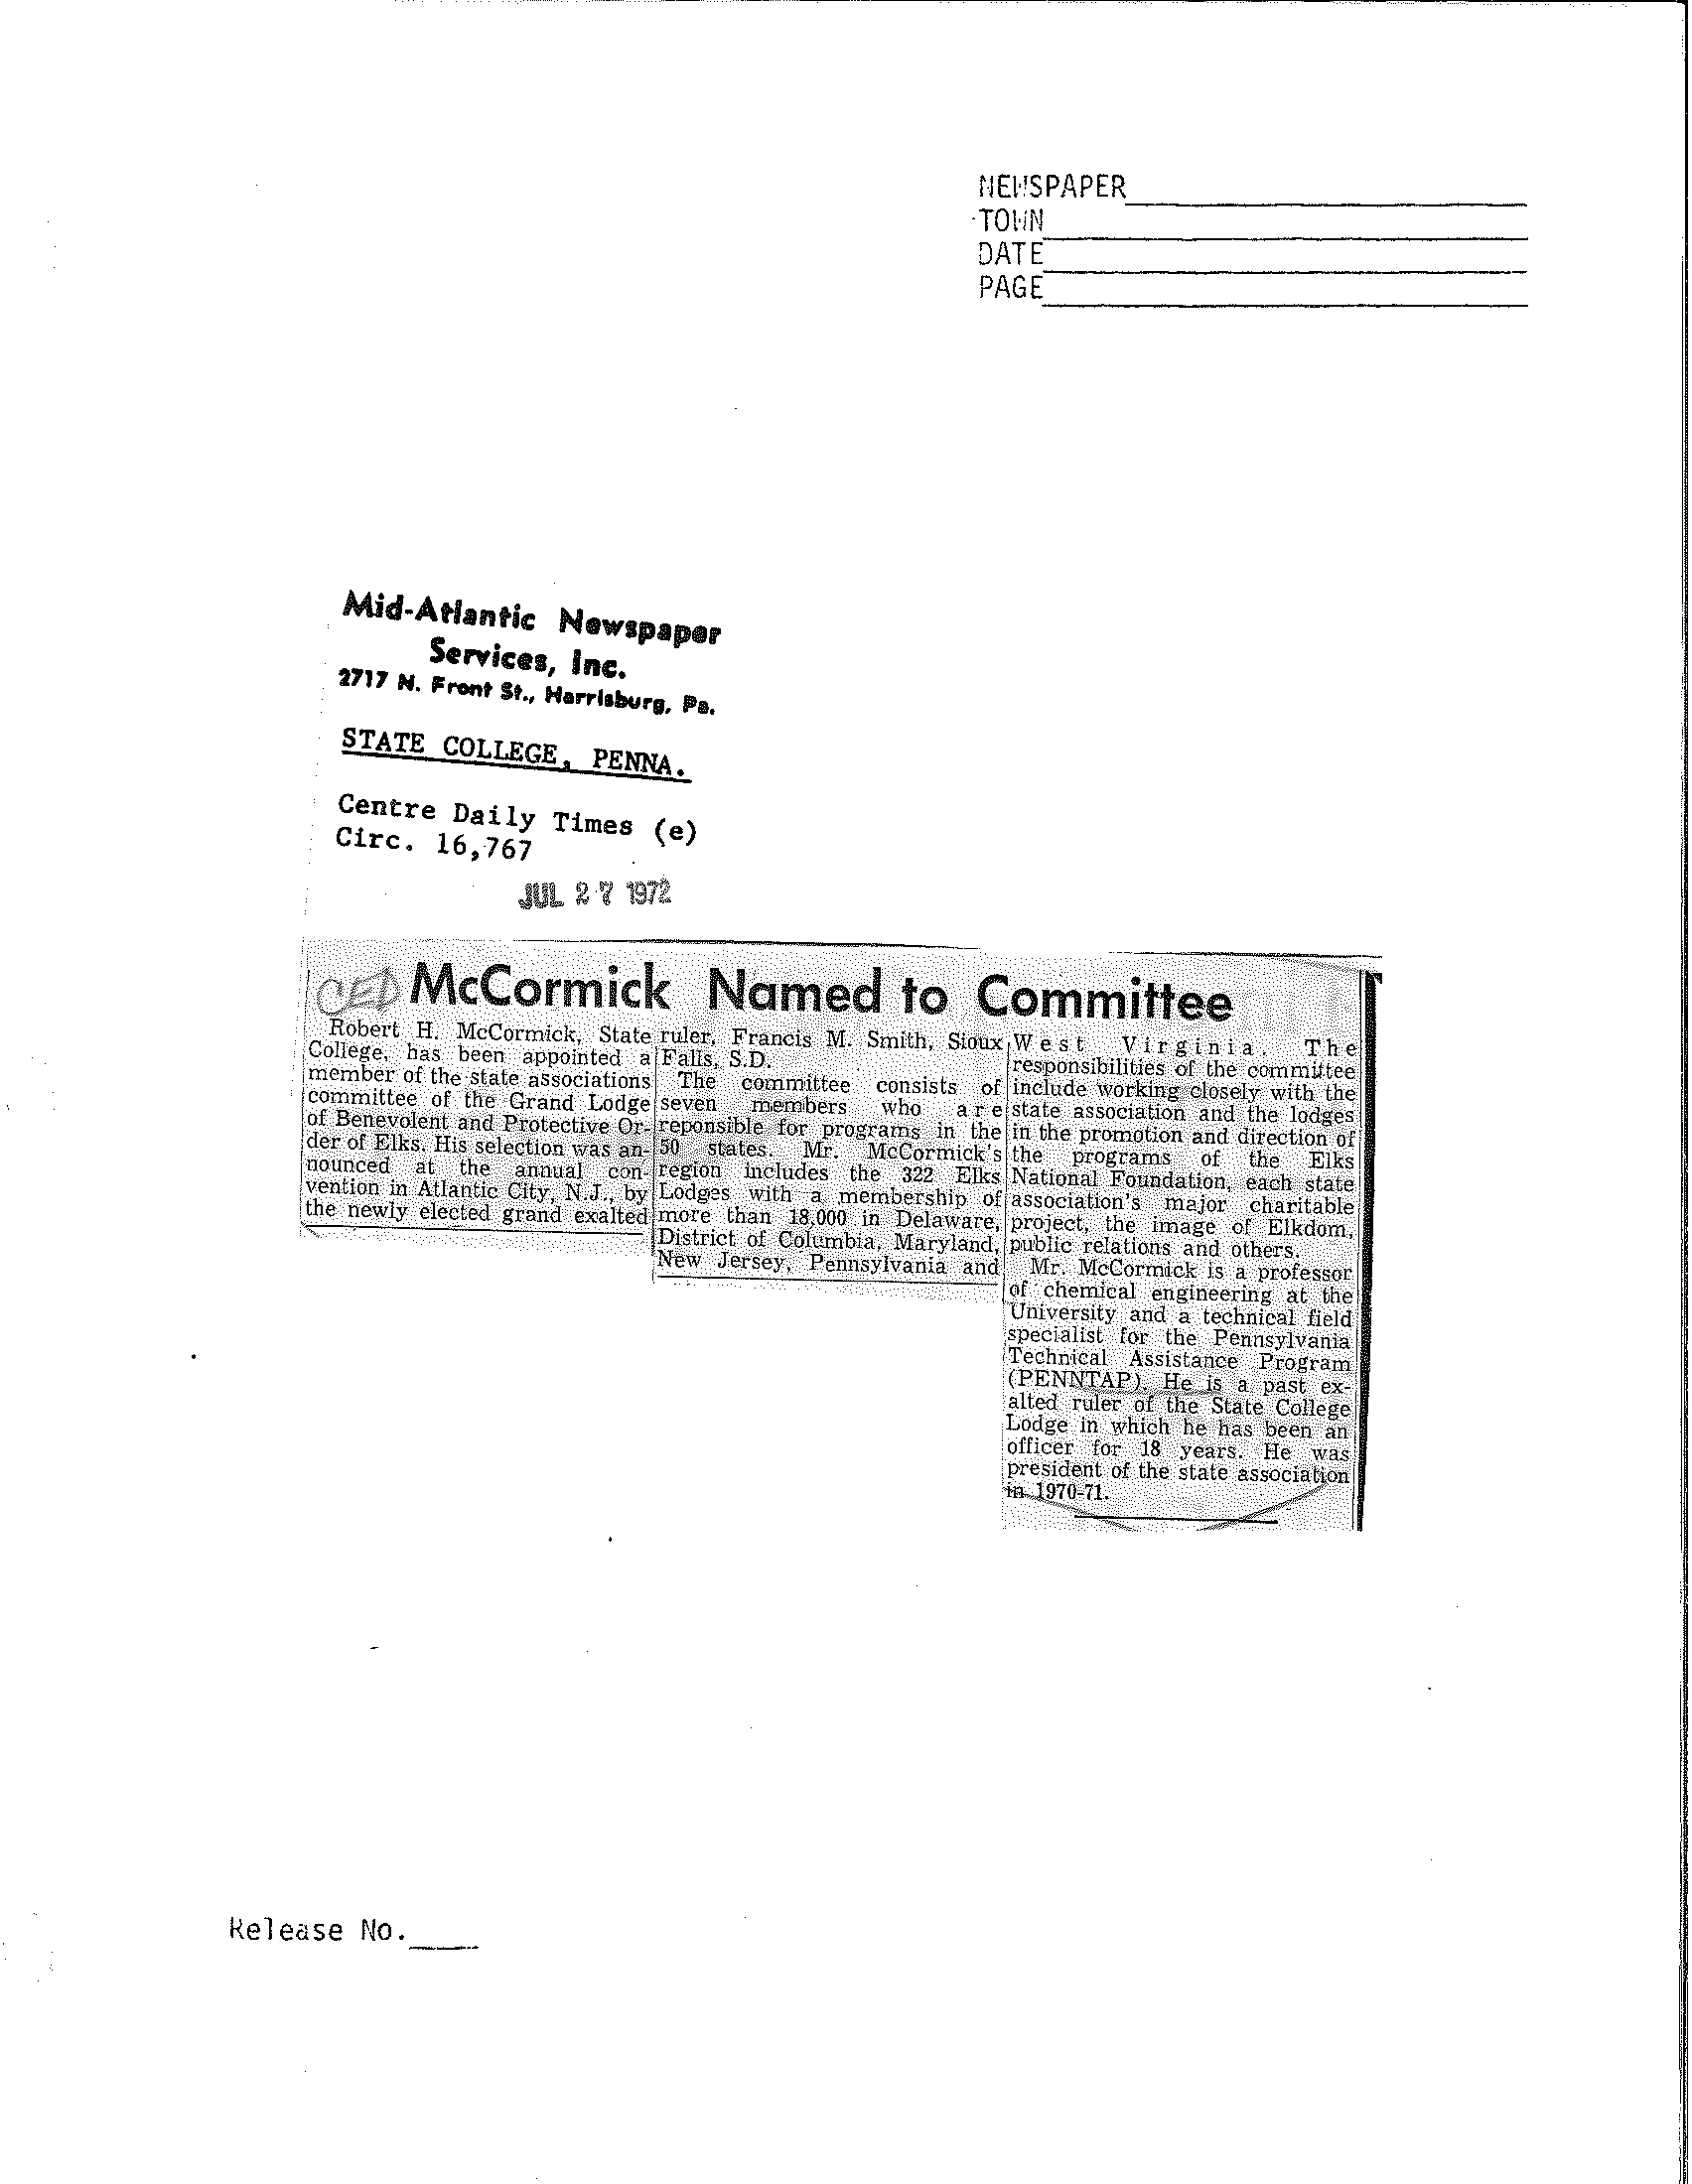 NEWSPAPER
TOWN
DATE
PAGE
Mid-Atlantic Newspaper
Services, Inc.
2717 N. Front St., Harrisburg, Pa.
STATE COLLEGE, PENNA.
Centre Daily Times (e)
Circ. 16,767
JUL 27 1972
CED
McCormick Named to Committee
Robert H. McCormick, State
College, has been appointed a
member of the state associations
committee of the Grand Lodge
of Benevolent and Protective Or-
der of Elks. His selection was an-
nounced at the annual con-
vention in Atlantic City, N.J., by
the newly elected grand exalted
ruler, Francis M. Smith, Sioux
Falls, S.D.
The committee consists of
seven members who are
reponsible for programs in the
50 states. Mr. McCormick's
region includes the 322 Elks
Lodges with a membership of
more than 18,000 in Delaware,
District of Columbia, Maryland,
New Jersey, Pennsylvania and
West Virginia. The
responsibilities of the committee
include working closely with the
state association and the lodges
in the promotion and direction of
the programs of the Elks
National Foundation, each state
association's major charitable
project, the image of Elkdom,
public relations and others.
Mr. McCormick is a professor
of chemical engineering at the
University and a technical field
specialist for the Pennsylvania
Technical Assistance Program
(PENNTAP). He is a past ex-
alted ruler of the State College
Lodge in which he has been an
officer for 18 years. He was
president of the state association
in 1970-71.
Release No.